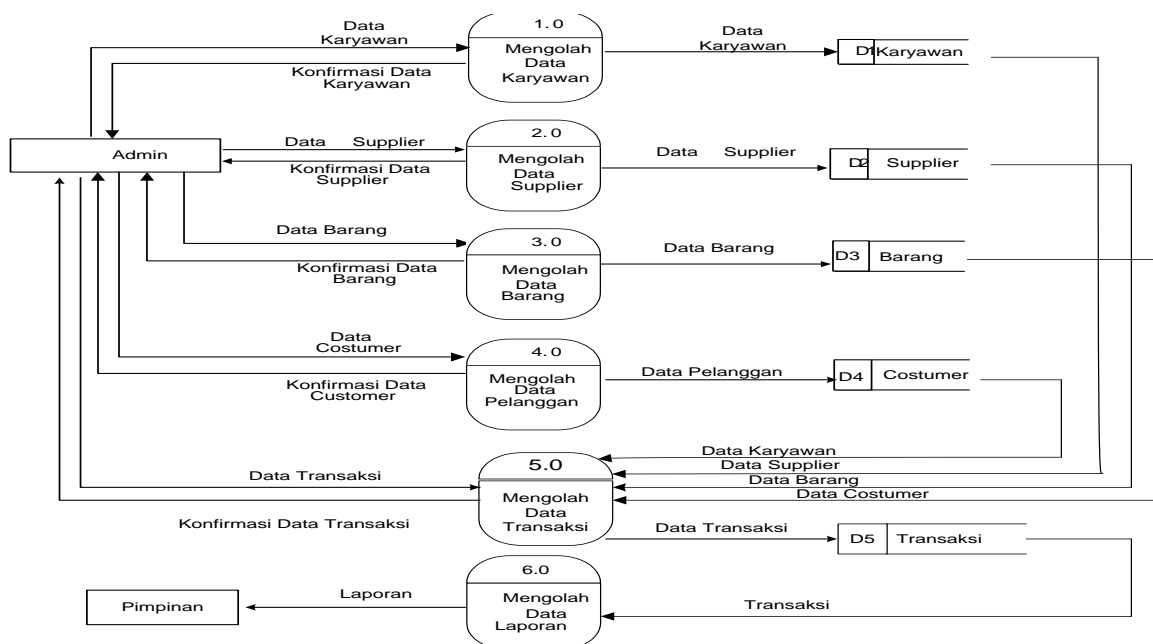 1.0
Data
Karyawan
Mengolah
Data
Karyawan
Data
Karyawan
D1
Karyawan
Konfirmasi Data
Karyawan
Admin
2.0
Data Supplier
Mengolah
Data
Supplier
Data Supplier
D2
Supplier
Konfirmasi Data
Supplier
3.0
Data Barang
Mengolah
Data
Barang
Data Barang
D3
Barang
Konfirmasi Data
Barang
4.0
Data
Costumer
Mengolah
Data
Pelanggan
Data Pelanggan
D4
Costumer
Konfirmasi Data
Customer
5.0
Data Karyawan
Data Supplier
Data Barang
Data Costumer
Data Transaksi
Mengolah
Data
Transaksi
Konfirmasi Data Transaksi
Data Transaksi
D5
Transaksi
6.0
Mengolah
Data
Laporan
Laporan
Pimpinan
Transaksi